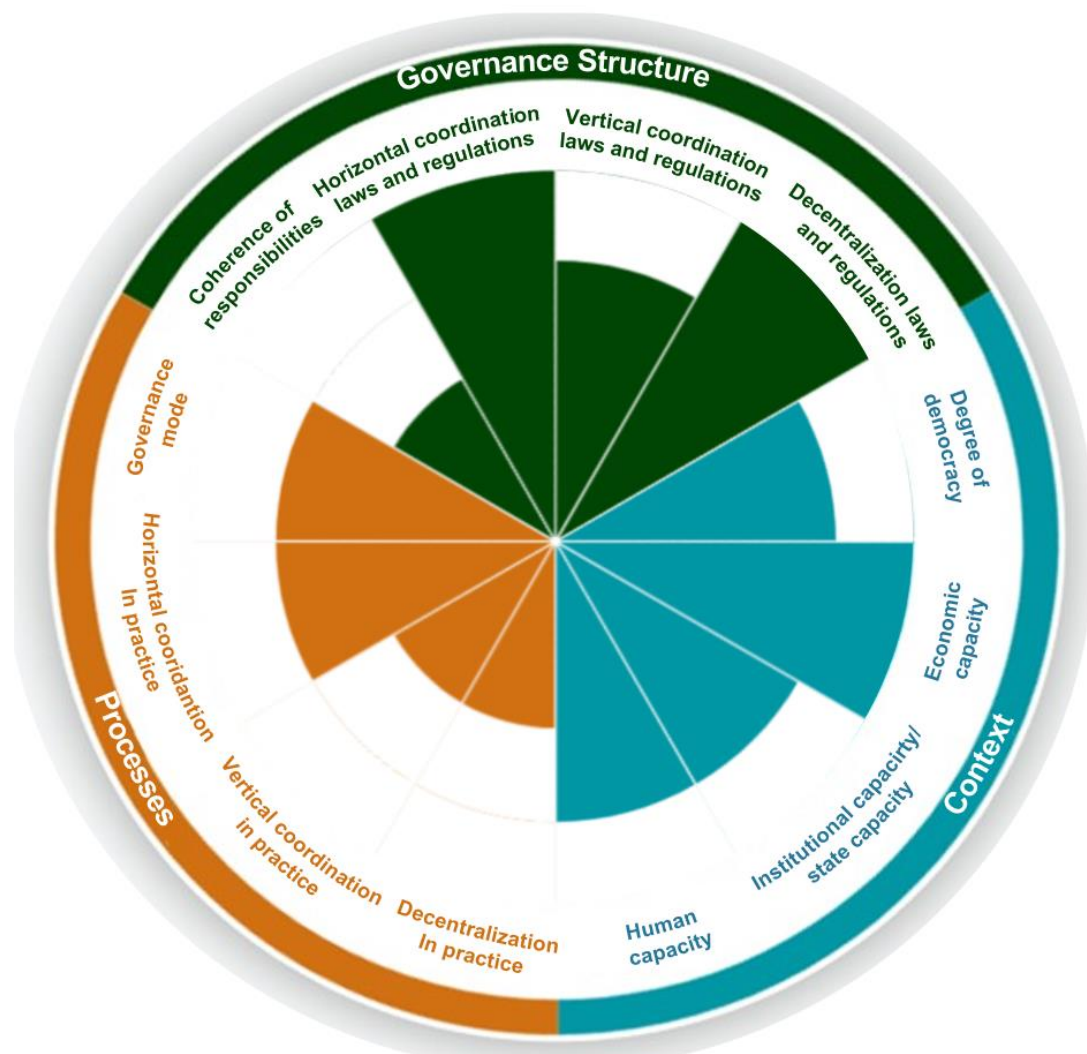 Governance Structure
Horizontal coordination
laws and regulations
Vertical coordination
laws and regulations
Coherence of
responsibilities
Decentralization laws
and regulations
Governance
mode
Degree of
democracy
Horizontal cooridantion
In practice
Economic
capacity
Processes
Context
Vertical coordination
in practice
Institutional capacirty/
state capacity
Decentralization
In practice
Human
capacity